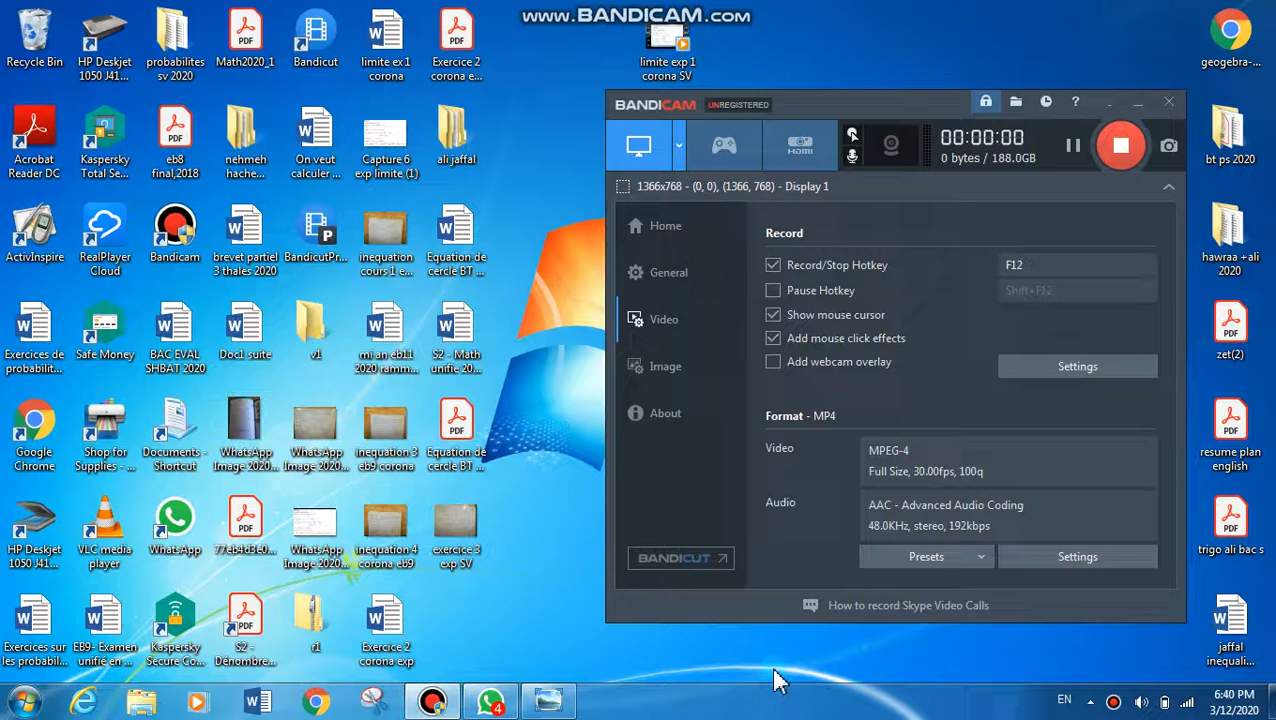 www.BANDICAM.com
Recycle Bin
HP Deskjet
1050 J41...
probabilites
sv 2020
Math2020_1
Bandicut
limite ex 1
corona
Exercice 2
corona e...
limite exp 1
corona SV
geogebra-...
Acrobat
Reader DC
Kaspersky
Total Se...
eb8
final,2018
nehmeh
hache...
On veut
calculer ...
Capture 6
exp limite (1)
ali jaffal
bt ps 2020
ActivInspire
RealPlayer
Cloud
Bandicam
brevet partiel
3 thales 2020
BandicutPr...
inequation
cours 1 e...
Equation de
cercle BT ...
hawraa +ali
2020
Exercices de
probabilit...
Safe Money
BAC EVAL
SHBAT 2020
Doc1 suite
v1
mi an eb11
2020 ramm...
S2 - Math
unifiée 20...
zet(2)
Google
Chrome
Shop for
Supplies - ...
Documents -
Shortcut
WhatsApp
Image 2020...
WhatsApp
Image 2020...
inequation 3
eb9 corona
Equation de
cercle BT ...
resume plan
english
HP Deskjet
1050 J41...
VLC media
player
WhatsApp
77eb4d3e0...
WhatsApp
Image 2020...
inequation 4
corona eb9
exercice 3
exp SV
trigo ali bac s
Exercices sur
les probabil...
EB9- Examen
unifié en ...
Kaspersky
Secure Co...
S2 -
Dénombre...
r1
Exercice 2
corona exp
jaffal
inequali...
BANDICAM UNREGISTERED
HDMI
00:00:00
0 bytes / 188.0GB
1366x768 - (0, 0), (1366, 768) - Display 1
Home
General
Video
Image
About
BANDICUT
Record
Record/Stop Hotkey
F12
Pause Hotkey
Shift+F12
Show mouse cursor
Add mouse click effects
Add webcam overlay
Settings
Format - MP4
Video
MPEG-4
Full Size, 30.00fps, 100q
Audio
AAC - Advanced Audio Coding
48.0KHz, stereo, 192kbps
Presets
Settings
How to record Skype Video Calls
4
EN
6:40 PM
3/12/2020